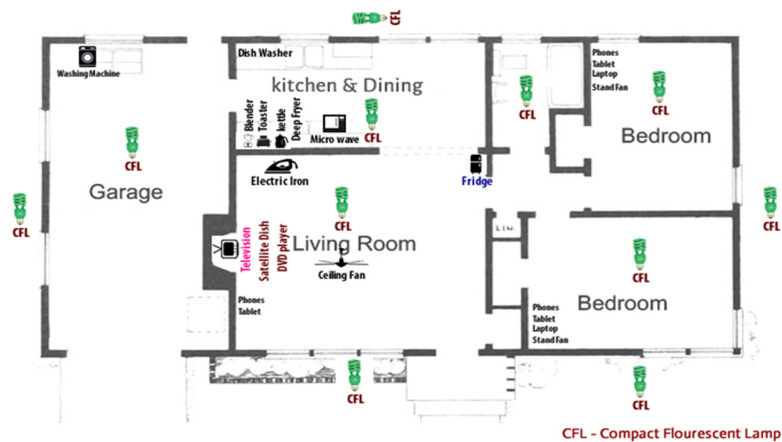 CFL
Dish Washer
Washing Machine
kitchen & Dining
Phones
Tablet
Laptop
Stand Fan
CFL
CFL
CFL
Blender
Toaster
kettle
Deep Fryer
Micro wave
CFL
Bedroom
CFL
Garage
Electric Iron
Fridge
CFL
CFL
CFL
Television
Satellite Dish
DVD player
Living Room
Ceiling Fan
CFL
Bedroom
Phones
Tablet
Phones
Tablet
Laptop
Stand Fan
CFL
CFL
CFL - Compact Flourescent Lamp